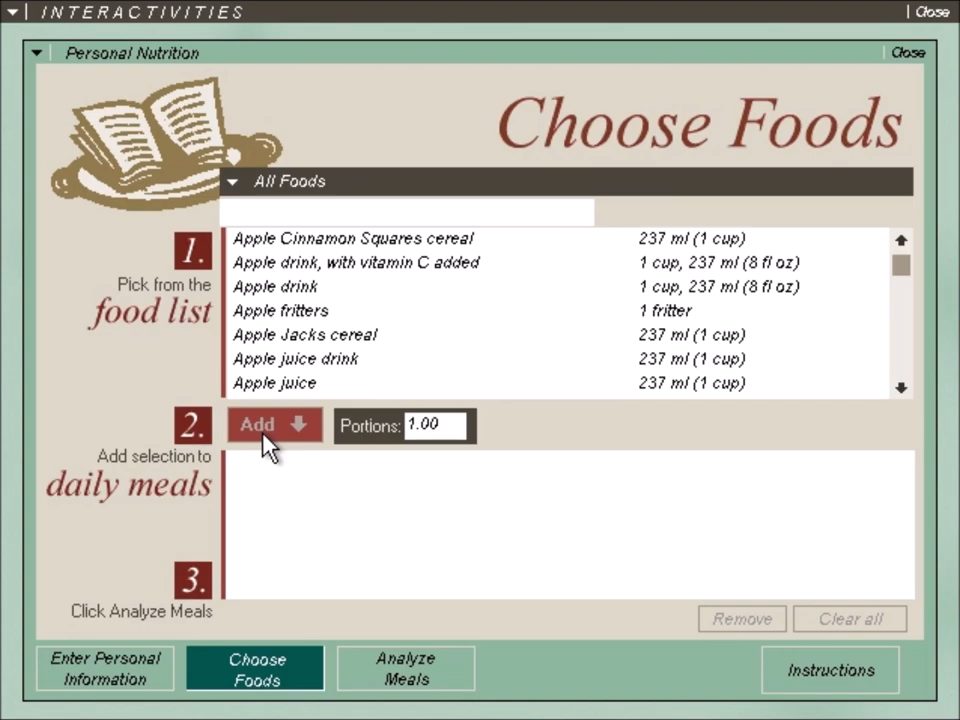 INTERACTIVITIES
Close
Personal Nutrition
Close
Choose Foods
All Foods
1.
Pick from the
food list
Apple Cinnamon Squares cereal 237 ml (1 cup)
Apple drink, with vitamin C added 1 cup, 237 ml (8 fl oz)
Apple drink 1 cup, 237 ml (8 fl oz)
Apple fritters 1 fritter
Apple Jacks cereal 237 ml (1 cup)
Apple juice drink 237 ml (1 cup)
Apple juice 237 ml (1 cup)
2.
Add
Portions: 1.00
Add selection to
daily meals
3.
Click Analyze Meals
Remove
Clear all
Enter Personal
Information
Choose
Foods
Analyze
Meals
Instructions